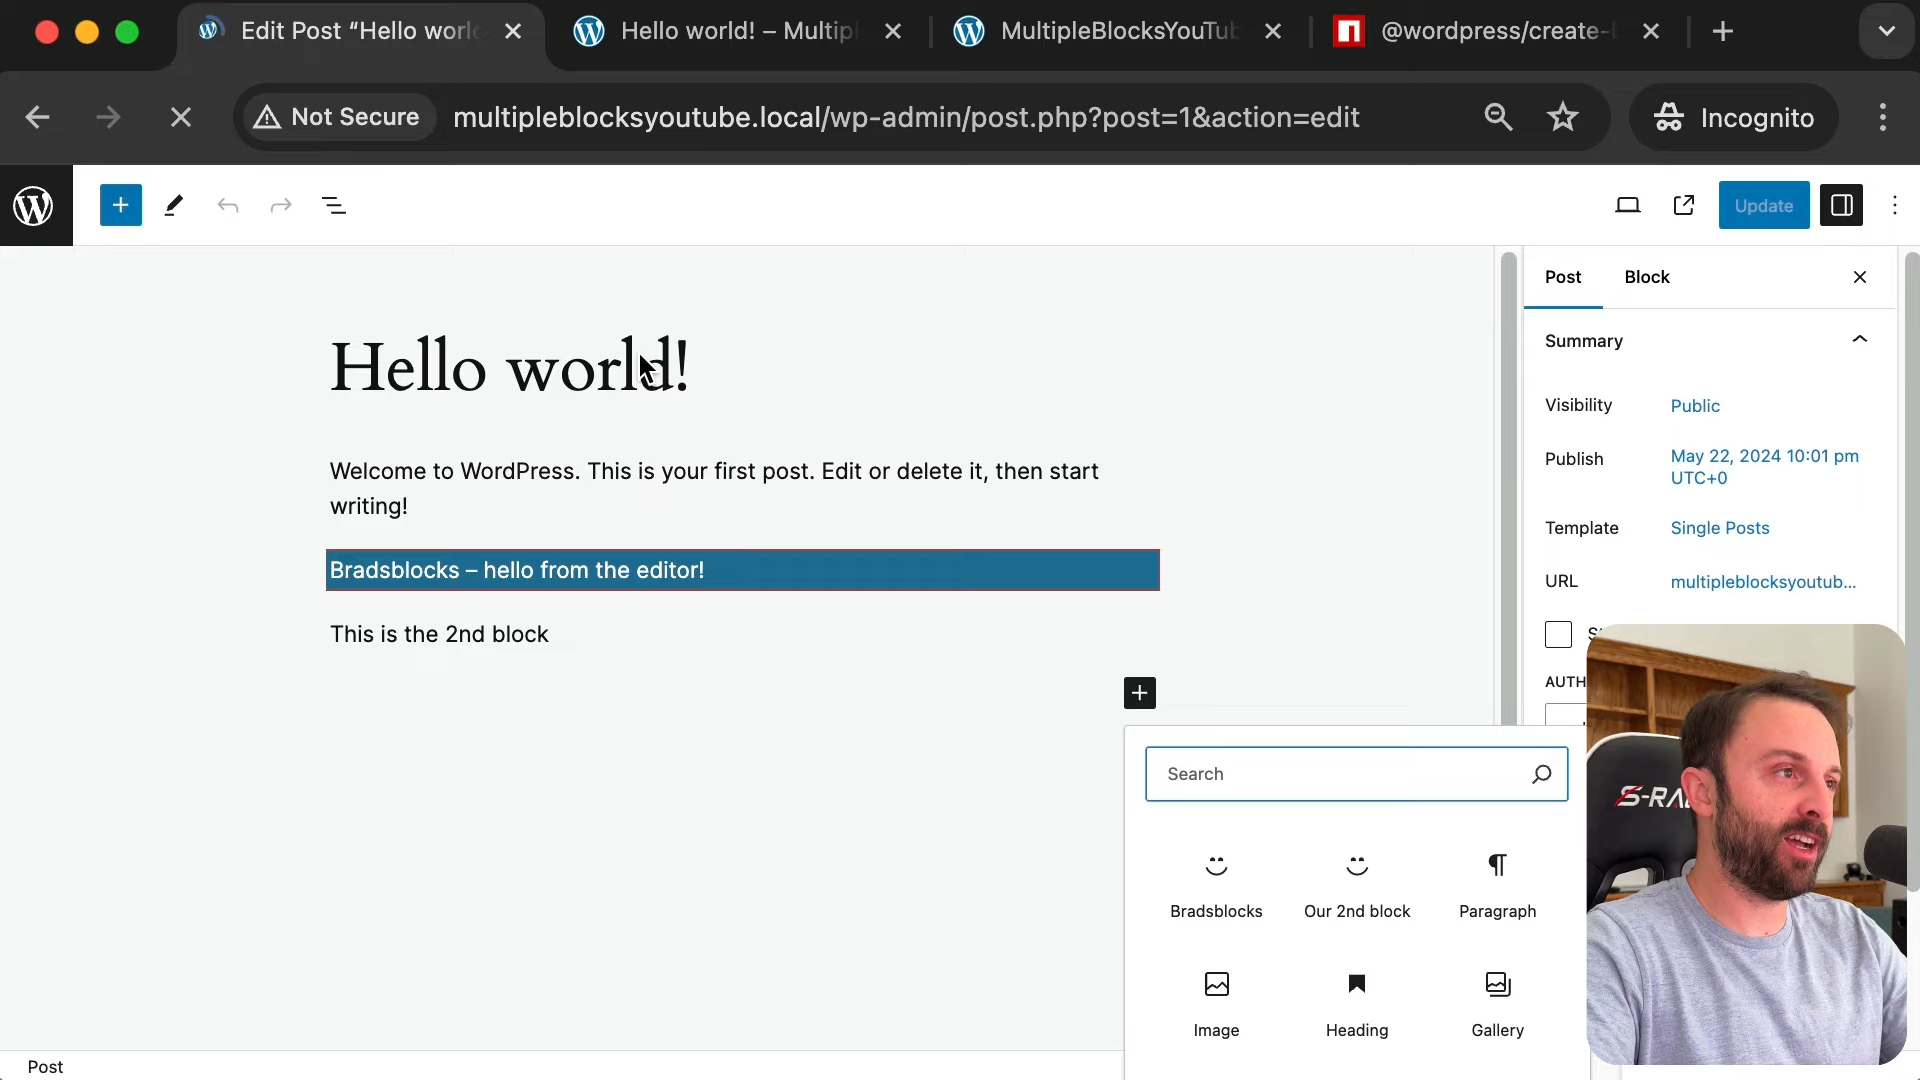 Edit Post “Hello worl
Hello world! – Multip
MultipleBlocksYouTub
@wordpress/create-b
Not Secure
multipleblocksyoutube.local/wp-admin/post.php?post=1&action=edit
Incognito
Update
Post
Block
Hello world!
Welcome to WordPress. This is your first post. Edit or delete it, then start
writing!
Bradsblocks – hello from the editor!
This is the 2nd block
Summary
Visibility
Public
Publish
May 22, 2024 10:01 pm
UTC+0
Template
Single Posts
URL
multipleblocksyoutub...
AUTH
Search
Bradsblocks
Our 2nd block
Paragraph
Image
Heading
Gallery
Post